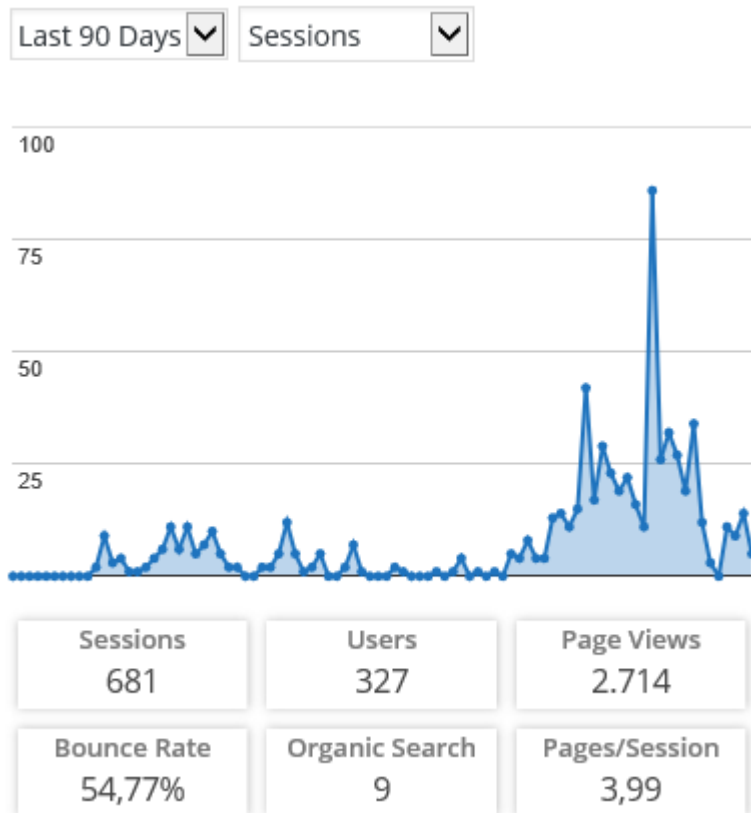 Last 90 Days Sessions
100
75
50
25
Sessions Users Page Views
681 327 2.714
Bounce Rate Organic Search Pages/Session
54,77% 9 3,99